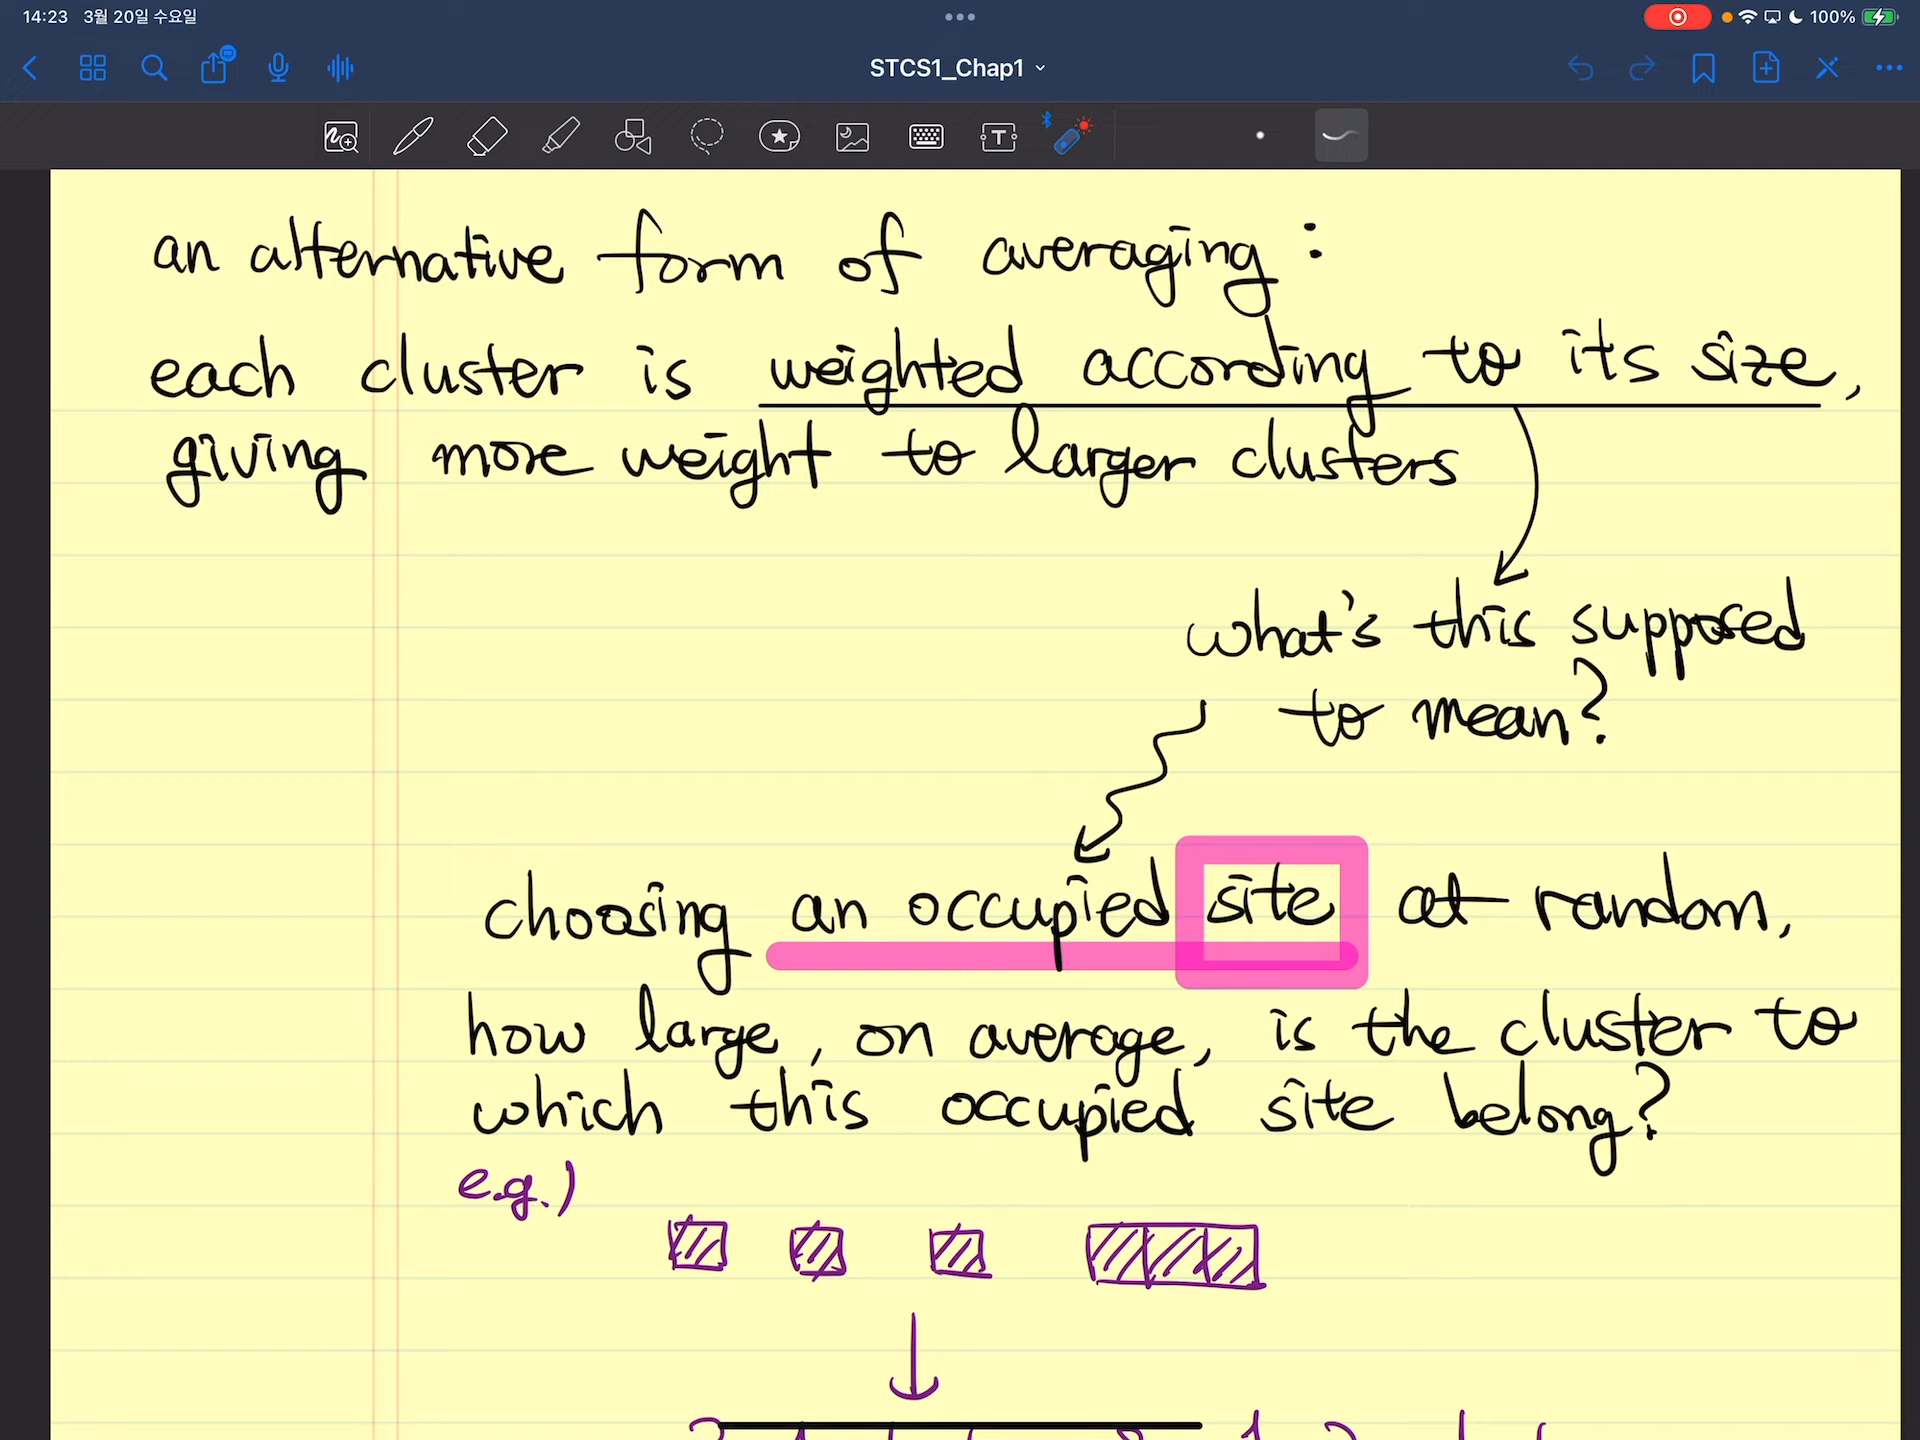 14:23 3월 20일 수요일
100%
STCS1_Chap1
T
an alternative form of averaging :
each cluster is weighted according to its size,
giving more weight to larger clusters
what's this supposed
to mean?
choosing an occupied site at random,
how large, on average, is the cluster to
which this occupied site belong?
e.g.)